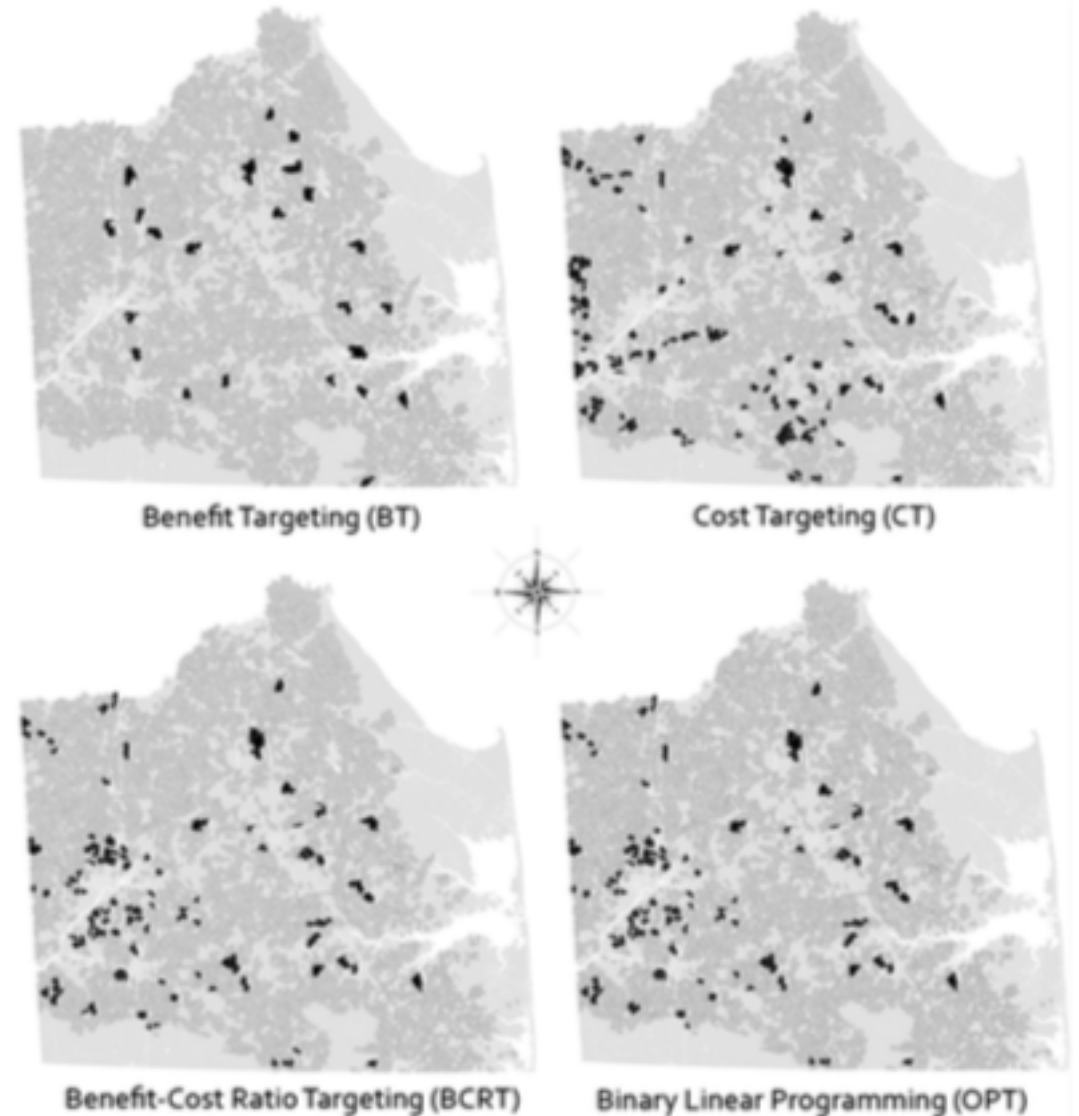 Benefit Targeting (BT)
Cost Targeting (CT)
Benefit-Cost Ratio Targeting (BCRT)
Binary Linear Programming (OPT)